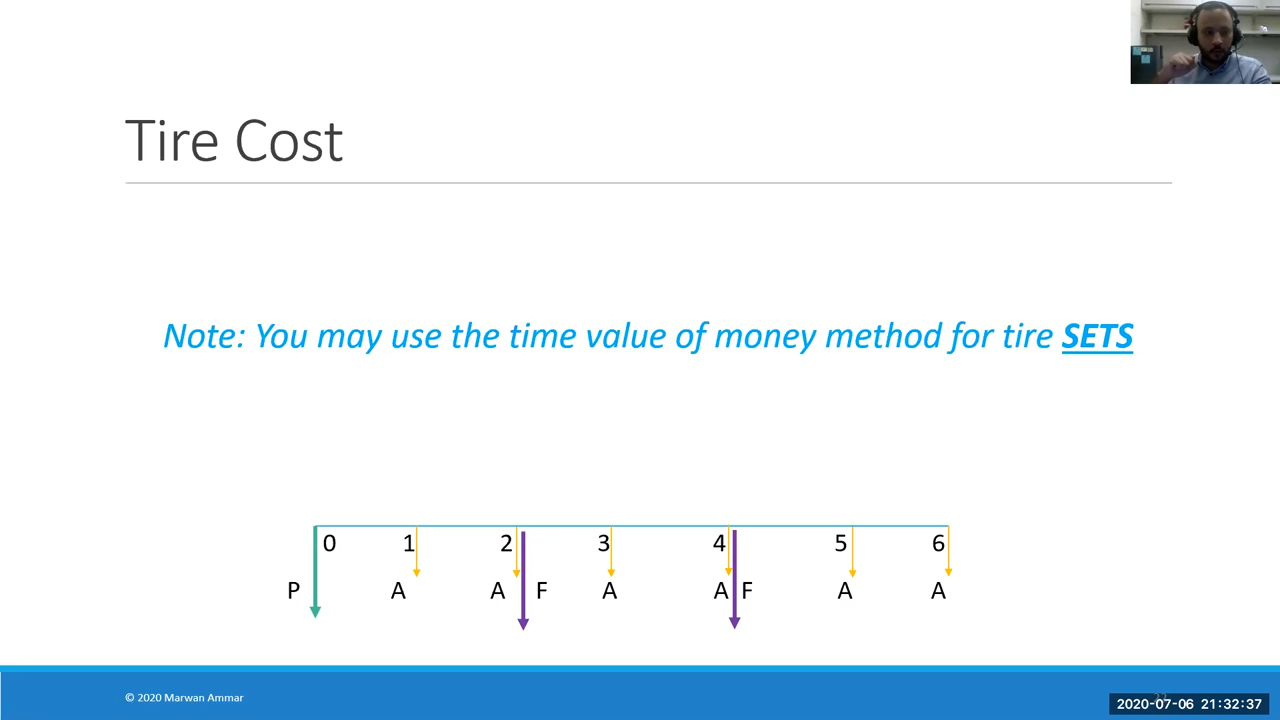 Tire Cost
Note: You may use the time value of money method for tire SETS
0 1 2 3 4 5 6
P A A F A A F A A
© 2020 Marwan Ammar
2020-07-06 21:32:37